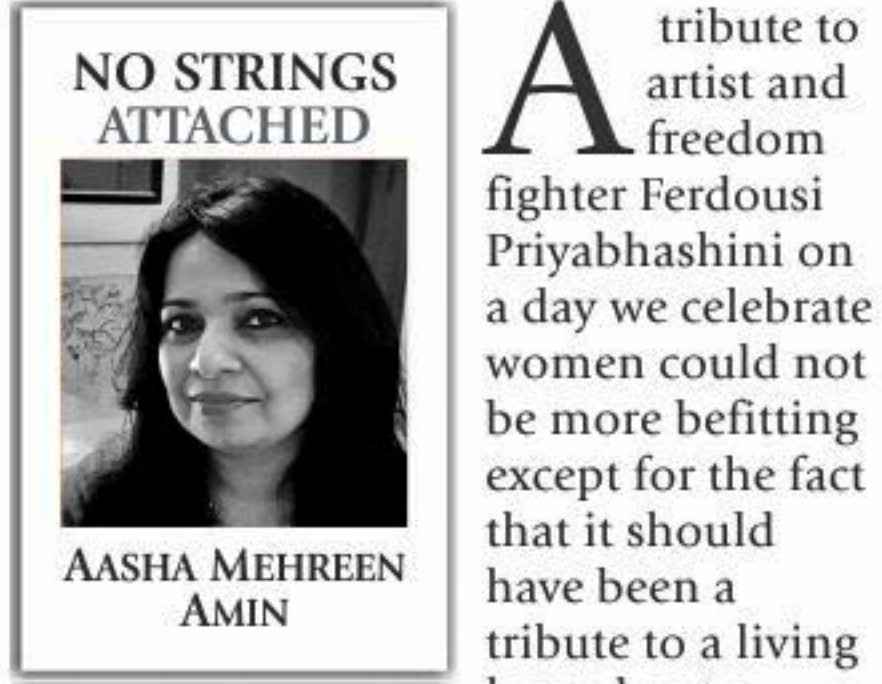 NO STRINGS
ATTACHED
AASHA MEHREEN
AMIN
A tribute to
artist and
freedom
fighter Ferdousi
Priyabhashini on
a day we celebrate
women could not
be more befitting
except for the fact
that it should
have been a
tribute to a living